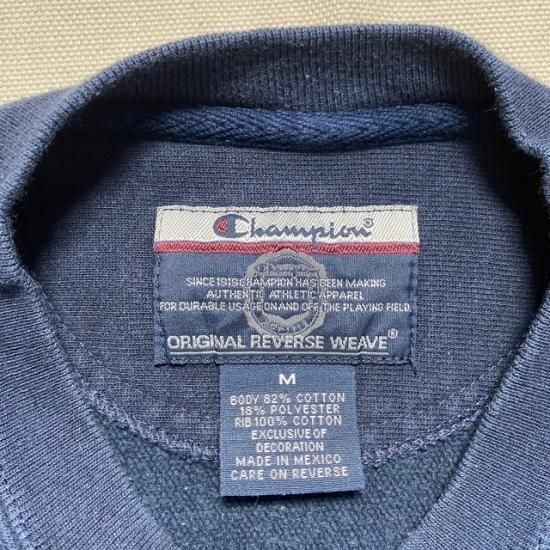 Champion®
SINCE 1919 CHAMPION HAS BEEN MAKING
AUTHENTIC ATHLETIC APPAREL
FOR DURABLE USAGE ON AND OFF THE PLAYING FIELD.
ORIGINAL REVERSE WEAVE®
M
BODY 82% COTTON
18% POLYESTER
RIB 100% COTTON
EXCLUSIVE OF
DECORATION
MADE IN MEXICO
CARE ON REVERSE